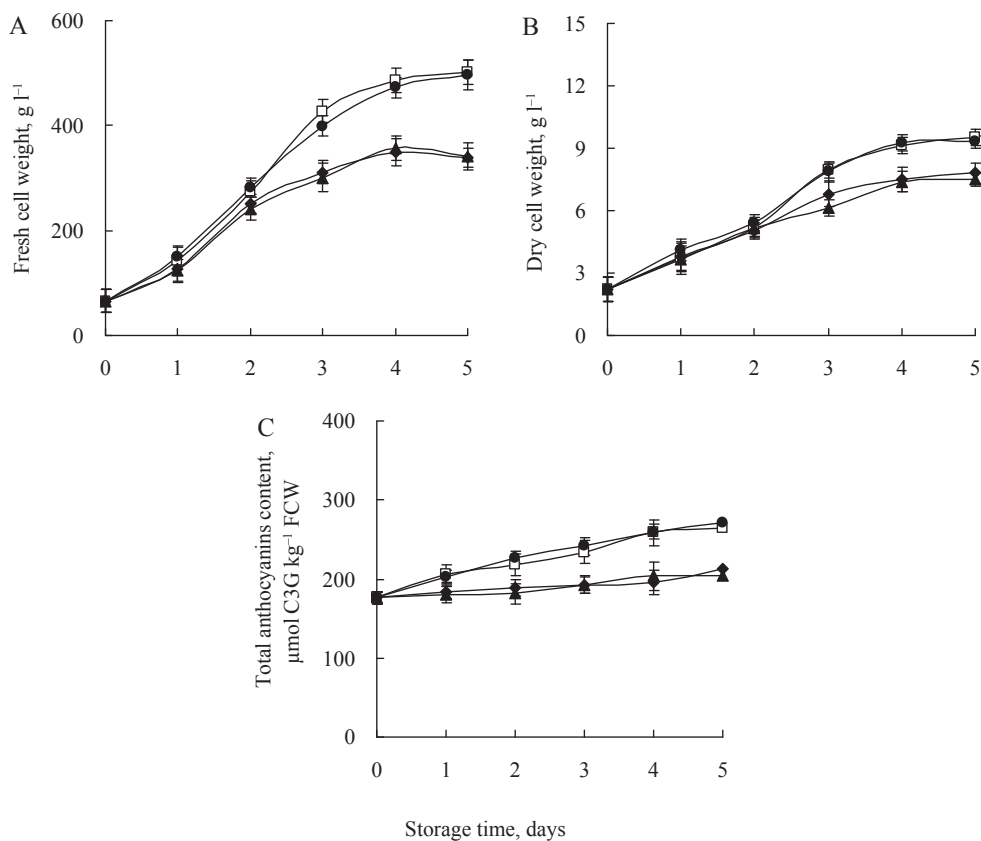 A
Fresh cell weight, g l⁻¹
600
400
200
0
0 1 2 3 4 5
B
Dry cell weight, g l⁻¹
15
12
9
6
3
0
0 1 2 3 4 5
C
Total anthocyanins content,
µmol C3G kg⁻¹ FCW
400
300
200
100
0
0 1 2 3 4 5
Storage time, days